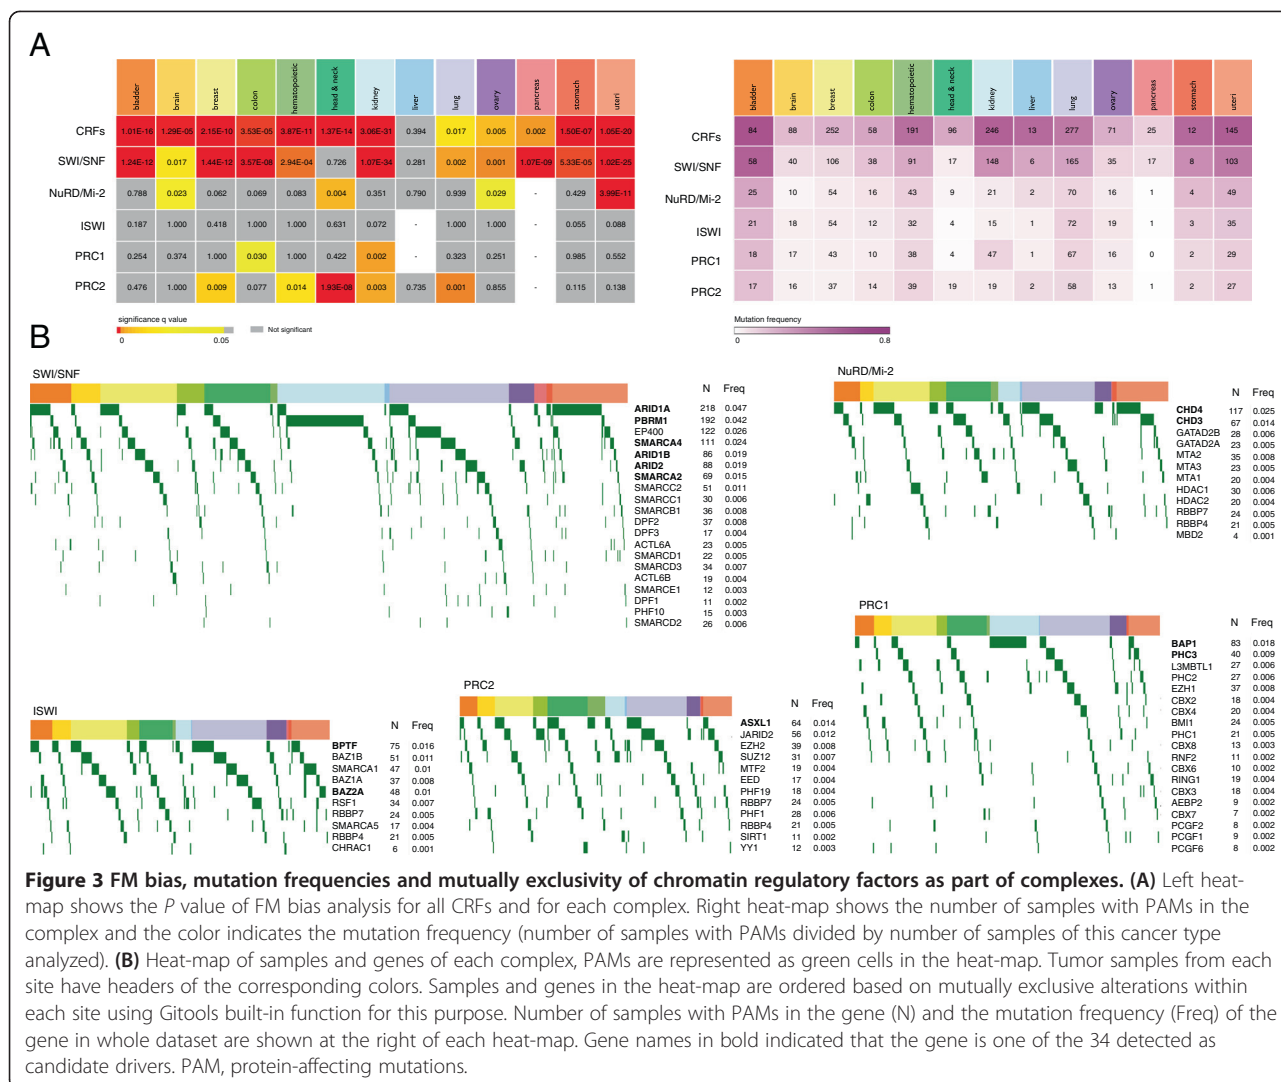 A
bladder brain breast colon hematopoietic head & neck kidney liver lung ovary pancreas stomach uteri
CRFs 1.01E-16 1.29E-05 2.15E-10 3.53E-05 3.87E-11 1.37E-14 3.06E-31 0.394 0.017 0.005 0.002 1.50E-07 1.05E-20
SWI/SNF 1.24E-12 0.017 1.44E-12 3.57E-08 2.94E-04 0.726 1.07E-34 0.281 0.002 0.001 1.07E-09 5.33E-05 1.02E-25
NuRD/Mi-2 0.788 0.023 0.062 0.069 0.083 0.004 0.351 0.790 0.939 0.029 - 0.429 3.99E-11
ISWI 0.187 1.000 0.418 1.000 1.000 0.631 0.072 - 1.000 1.000 - 0.055 0.088
PRC1 0.254 0.374 1.000 0.030 1.000 0.422 0.002 - 0.323 0.251 - 0.985 0.552
PRC2 0.476 1.000 0.009 0.077 0.014 1.93E-08 0.003 0.735 0.001 0.855 - 0.115 0.138
significance q value
0 0.05
Not significant
bladder brain breast colon hematopoietic head & neck kidney liver lung ovary pancreas stomach uteri
CRFs 84 88 252 58 191 96 246 13 277 71 25 12 145
SWI/SNF 58 40 106 38 91 17 148 6 165 35 17 8 103
NuRD/Mi-2 25 10 54 16 43 9 21 2 70 16 1 4 49
ISWI 21 18 54 12 32 4 15 1 72 19 1 3 35
PRC1 18 17 43 10 38 4 47 1 67 16 0 2 29
PRC2 17 16 37 14 39 19 19 2 58 13 1 2 27
Mutation frequency
0 0.8
B
SWI/SNF
N Freq
ARID1A 218 0.047
PBRM1 192 0.042
EP400 122 0.026
SMARCA4 111 0.024
ARID1B 86 0.019
ARID2 88 0.019
SMARCA2 69 0.015
SMARCC2 51 0.011
SMARCC1 30 0.006
SMARCB1 36 0.008
DPF2 37 0.008
DPF3 17 0.004
ACTL6A 23 0.005
SMARCD1 22 0.005
SMARCD3 34 0.007
ACTL6B 19 0.004
SMARCE1 12 0.003
DPF1 11 0.002
PHF10 15 0.003
SMARCD2 26 0.006
NuRD/Mi-2
N Freq
CHD4 117 0.025
CHD3 67 0.014
GATAD2B 28 0.006
GATAD2A 23 0.005
MTA2 35 0.008
MTA3 23 0.005
MTA1 20 0.004
HDAC1 30 0.006
HDAC2 20 0.004
RBBP7 24 0.005
RBBP4 21 0.005
MBD2 4 0.001
ISWI
N Freq
BPTF 75 0.016
BAZ1B 51 0.011
SMARCA1 47 0.01
BAZ1A 37 0.008
BAZ2A 48 0.01
RSF1 34 0.007
RBBP7 24 0.005
SMARCA5 17 0.004
RBBP4 21 0.005
CHRAC1 6 0.001
PRC2
N Freq
ASXL1 64 0.014
JARID2 56 0.012
EZH2 39 0.008
SUZ12 31 0.007
MTF2 19 0.004
EED 17 0.004
PHF19 18 0.004
RBBP7 24 0.005
PHF1 28 0.006
RBBP4 21 0.005
SIRT1 11 0.002
YY1 12 0.003
PRC1
N Freq
BAP1 83 0.018
PHC3 40 0.009
L3MBTL1 27 0.006
PHC2 27 0.006
EZH1 37 0.008
CBX2 18 0.004
CBX4 20 0.004
BMI1 24 0.005
PHC1 21 0.005
CBX8 13 0.003
RNF2 11 0.002
CBX6 10 0.002
RING1 19 0.004
CBX3 18 0.004
AEBP2 9 0.002
CBX7 7 0.002
PCGF2 8 0.002
PCGF1 9 0.002
PCGF6 8 0.002
Figure 3 FM bias, mutation frequencies and mutually exclusivity of chromatin regulatory factors as part of complexes. (A) Left heat-
map shows the P value of FM bias analysis for all CRFs and for each complex. Right heat-map shows the number of samples with PAMs in the
complex and the color indicates the mutation frequency (number of samples with PAMs divided by number of samples of this cancer type
analyzed). (B) Heat-map of samples and genes of each complex, PAMs are represented as green cells in the heat-map. Tumor samples from each
site have headers of the corresponding colors. Samples and genes in the heat-map are ordered based on mutually exclusive alterations within
each site using Gitools built-in function for this purpose. Number of samples with PAMs in the gene (N) and the mutation frequency (Freq) of the
gene in whole dataset are shown at the right of each heat-map. Gene names in bold indicated that the gene is one of the 34 detected as
candidate drivers. PAM, protein-affecting mutations.